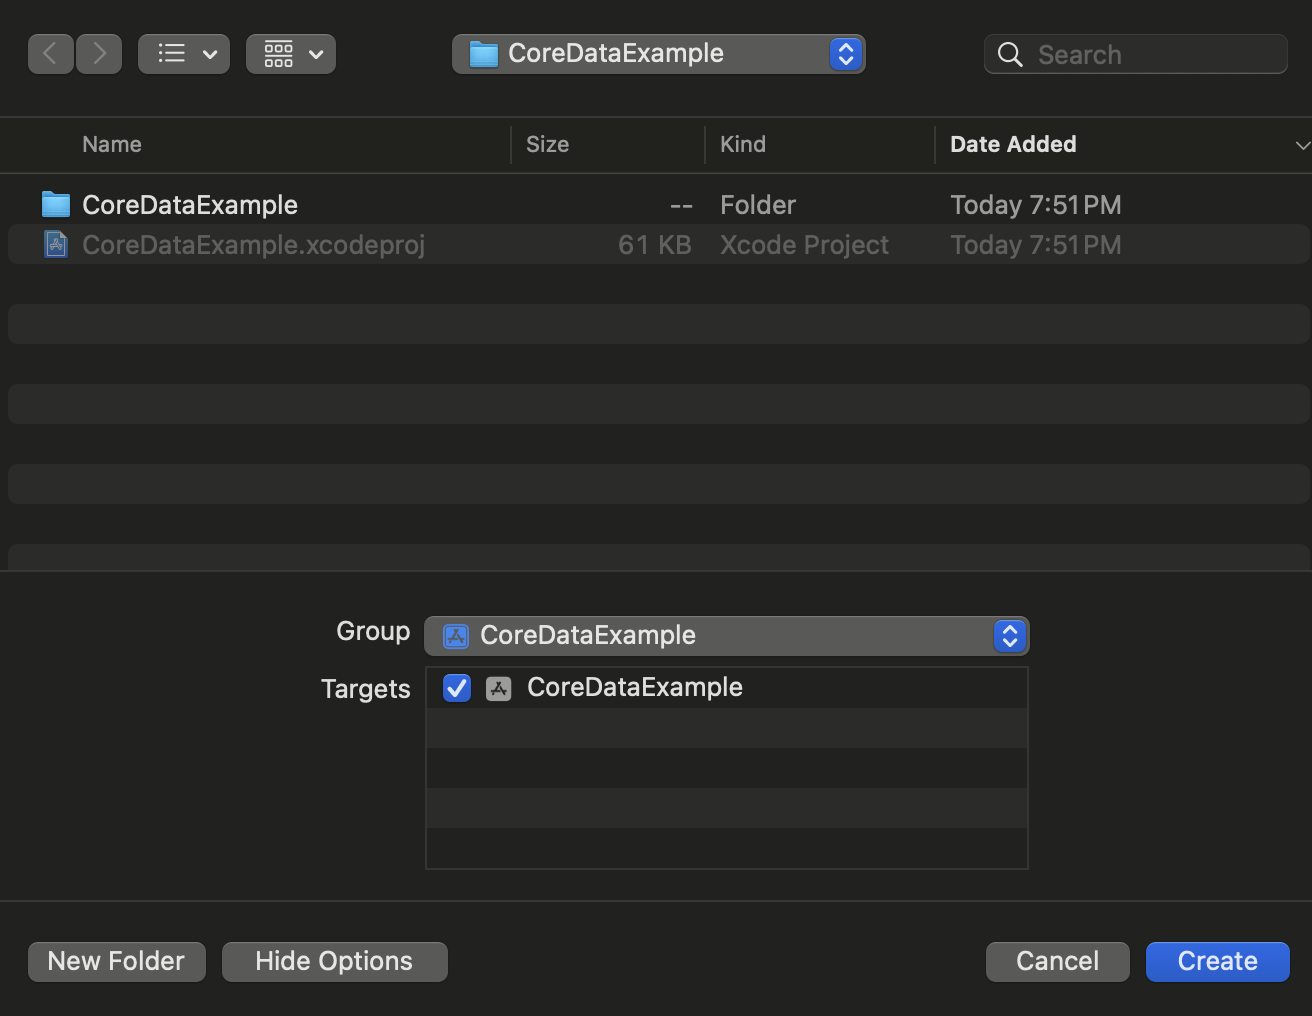 CoreDataExample
Search
Name Size Kind Date Added
CoreDataExample -- Folder Today 7:51 PM
CoreDataExample.xcodeproj 61 KB Xcode Project Today 7:51 PM
Group CoreDataExample
Targets CoreDataExample
New Folder Hide Options Cancel Create